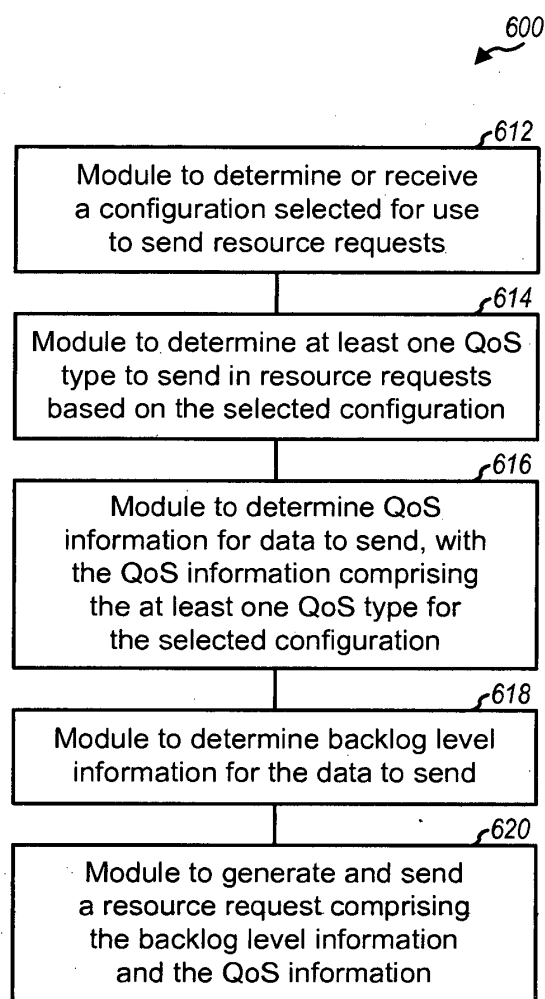 600
612
Module to determine or receive
a configuration selected for use
to send resource requests
614
Module to determine at least one QoS
type to send in resource requests
based on the selected configuration
616
Module to determine QoS
information for data to send, with
the QoS information comprising
the at least one QoS type for
the selected configuration
618
Module to determine backlog level
information for the data to send
620
Module to generate and send
a resource request comprising
the backlog level information
and the QoS information